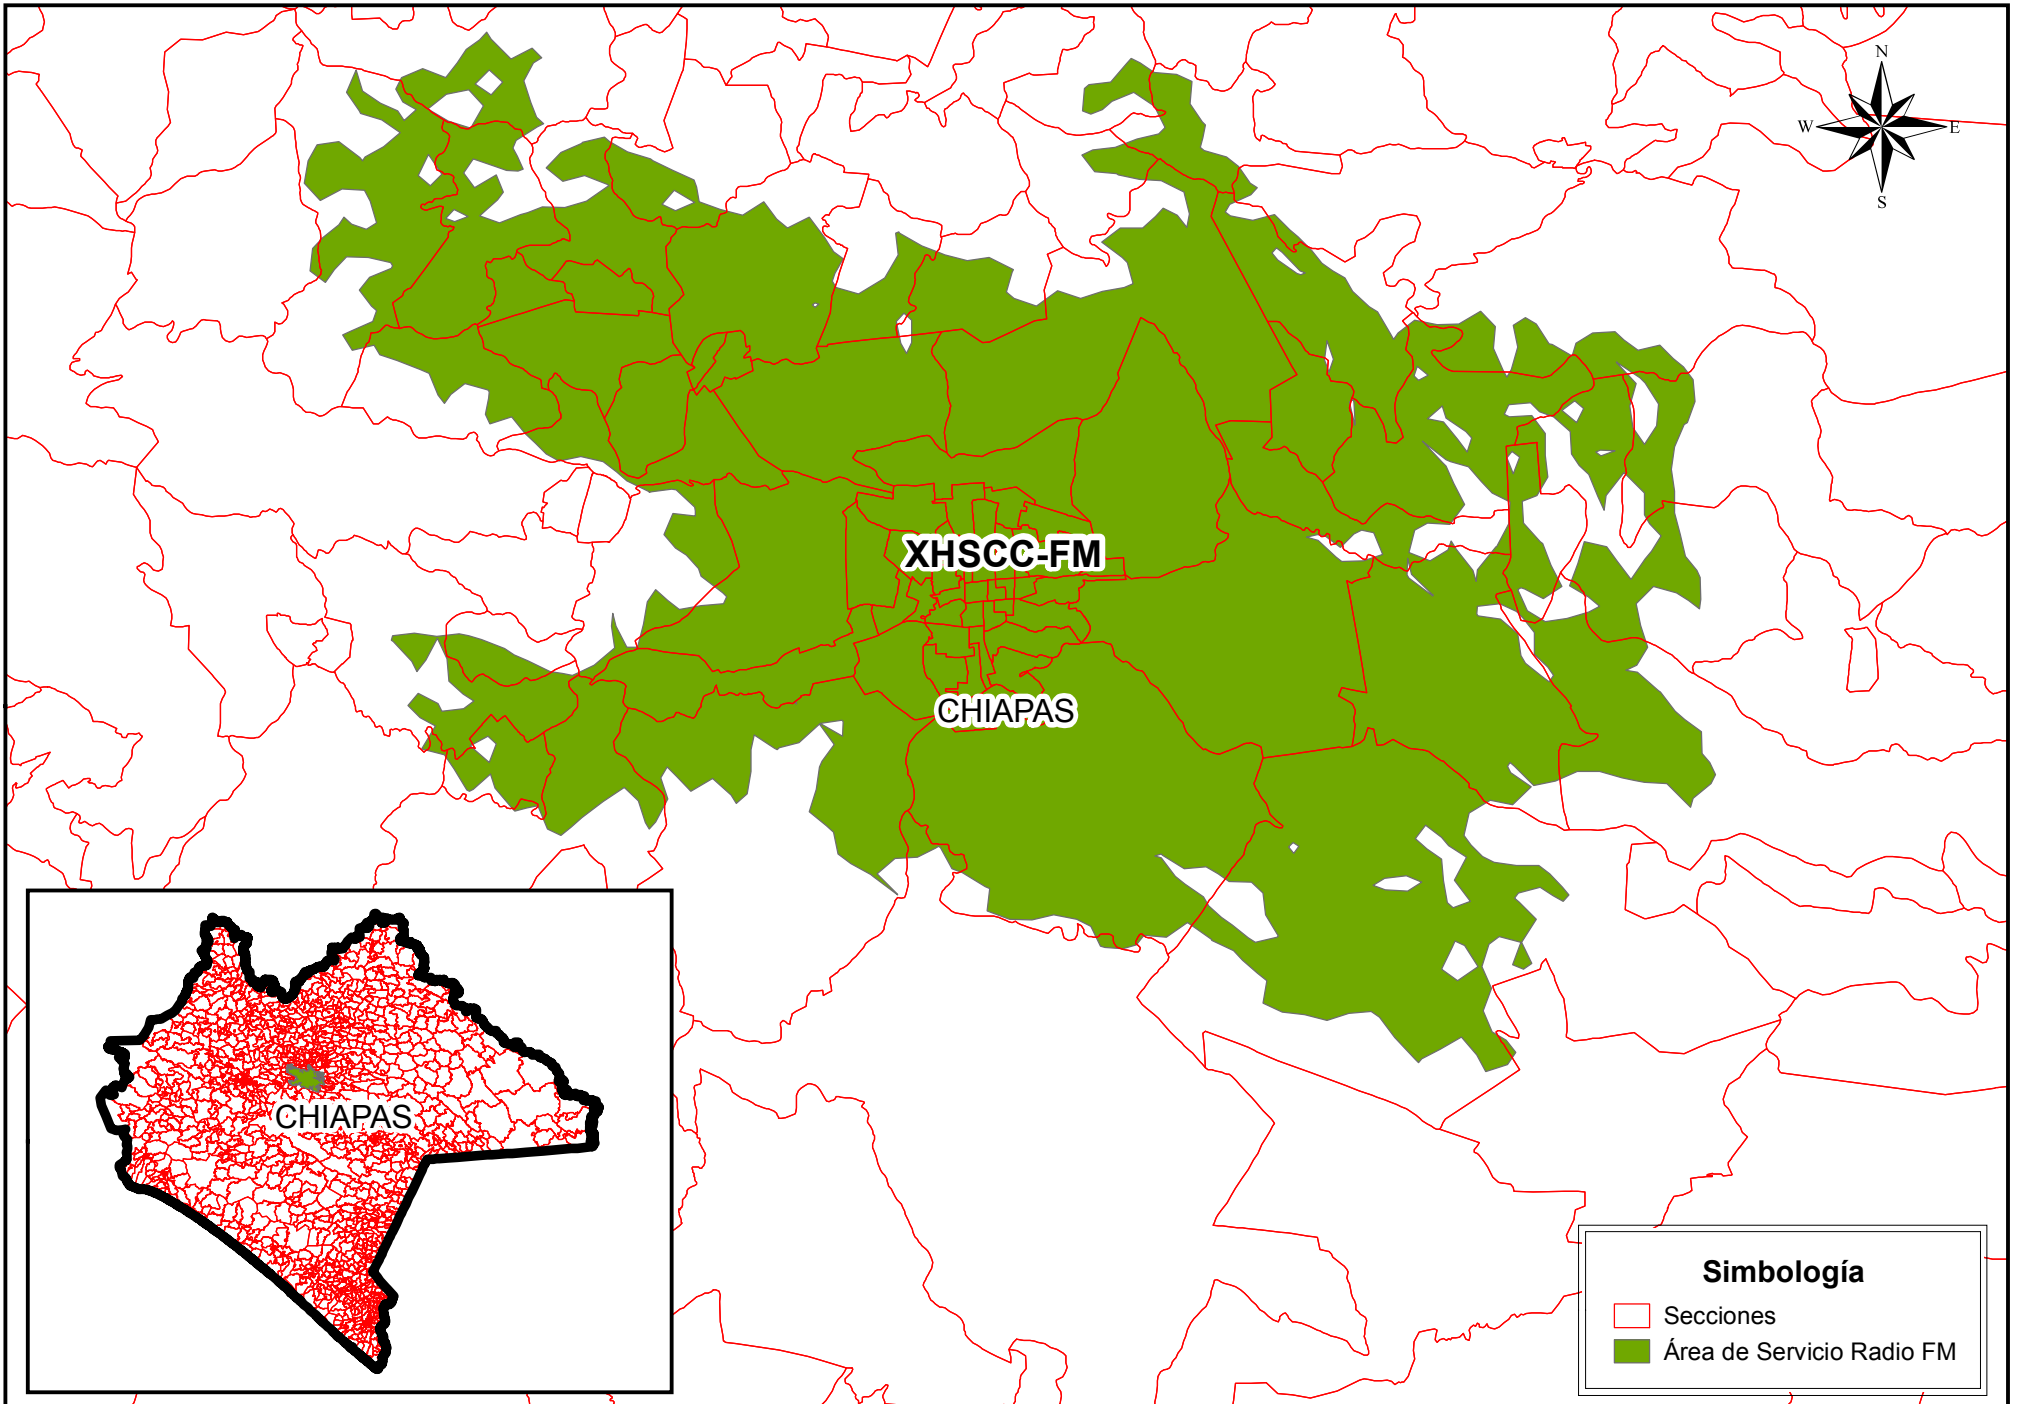 N
W E
S
XHSCC-FM
CHIAPAS
CHIAPAS
Simbología
Secciones
Área de Servicio Radio FM